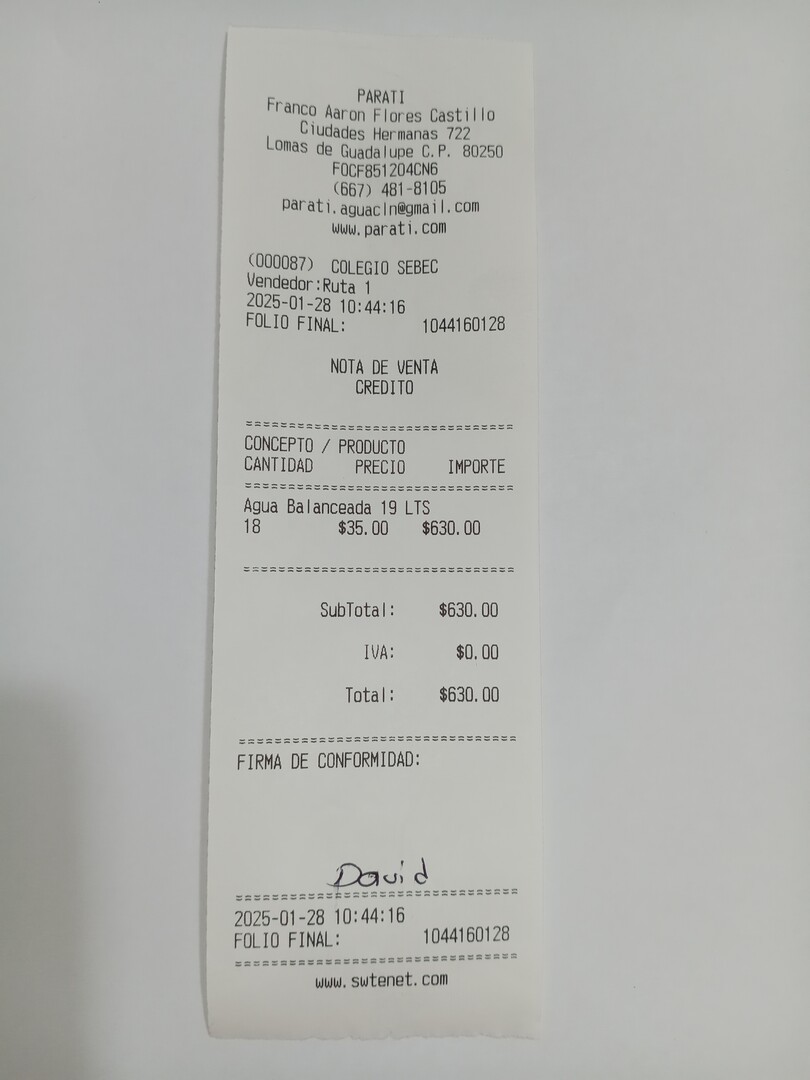 PARATI
Franco Aaron Flores Castillo
Ciudades Hermanas 722
Lomas de Guadalupe C.P. 80250
FOCF851204CN6
(667) 481-8105
parati.aguacln@gmail.com
www.parati.com
(000087) COLEGIO SEBEC
Vendedor:Ruta 1
2025-01-28 10:44:16
FOLIO FINAL: 1044160128
NOTA DE VENTA
CREDITO
===============================
CONCEPTO / PRODUCTO
CANTIDAD PRECIO IMPORTE
===============================
Agua Balanceada 19 LTS
18 $35.00 $630.00
===============================
SubTotal: $630.00
IVA: $0.00
Total: $630.00
===============================
FIRMA DE CONFORMIDAD:
David
===============================
2025-01-28 10:44:16
FOLIO FINAL: 1044160128
===============================
www.swtenet.com